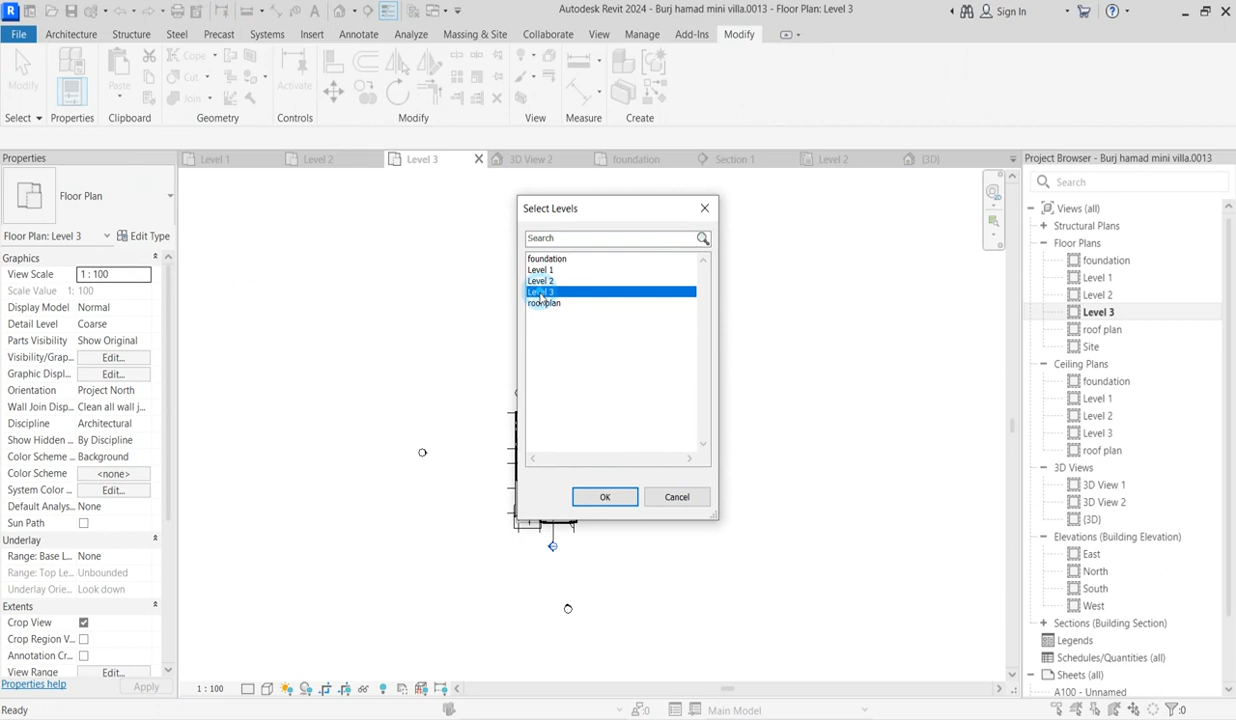 Autodesk Revit 2024 - Burj hamad mini villa.0013 - Floor Plan: Level 3
Sign In
File Architecture Structure Steel Precast Systems Insert Annotate Analyze Massing & Site Collaborate View Manage Add-Ins Modify
Modify Paste Cope Cut Join Activate
Select Properties Clipboard Geometry Controls Modify View Measure Create
Properties
Level 1 Level 2 Level 3 3D View 2 foundation Section 1 Level 2 {3D}
Project Browser - Burj hamad mini villa.0013
Floor Plan
Floor Plan: Level 3 Edit Type
Graphics
View Scale 1 : 100
Scale Value 1: 100
Display Model Normal
Detail Level Coarse
Parts Visibility Show Original
Visibility/Grap... Edit...
Graphic Displ... Edit...
Orientation Project North
Wall Join Disp... Clean all wall j...
Discipline Architectural
Show Hidden ... By Discipline
Color Scheme ... Background
Color Scheme <none>
System Color ... Edit...
Default Analys... None
Sun Path
Underlay
Range: Base L... None
Range: Top Le... Unbounded
Underlay Orie... Look down
Extents
Crop View
Crop Region V...
Annotation Cr...
View Range Edit...
Properties help Apply
Select Levels
Search
foundation
Level 1
Level 2
Level 3
roof plan
OK Cancel
Search
Views (all)
Structural Plans
Floor Plans
foundation
Level 1
Level 2
Level 3
roof plan
Site
Ceiling Plans
foundation
Level 1
Level 2
Level 3
roof plan
3D Views
3D View 1
3D View 2
{3D}
Elevations (Building Elevation)
East
North
South
West
Sections (Building Section)
Legends
Schedules/Quantities (all)
Sheets (all)
A100 - Unnamed
1 : 100
Ready
:0
Main Model
:0